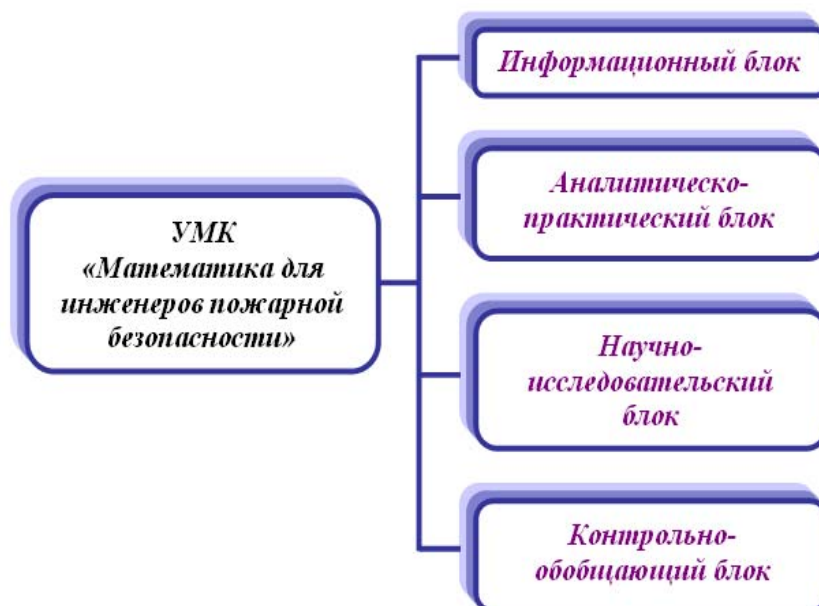 УМК
«Математика для
инженеров пожарной
безопасности»
Информационный блок
Аналитическо-
практический блок
Научно-
исследовательский
блок
Контрольно-
обобщающий блок